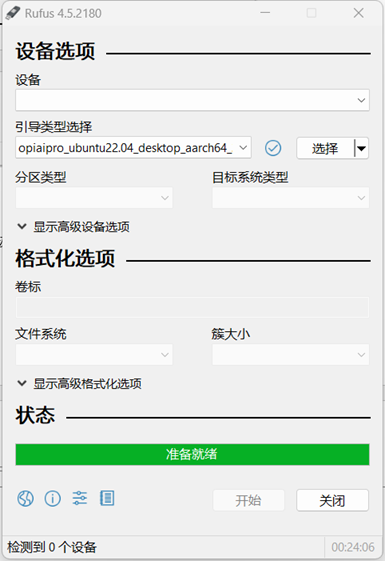 Rufus 4.5.2180
设备选项
设备
引导类型选择
opiaipro_ubuntu22.04_desktop_aarch64_
选择
分区类型
目标系统类型
显示高级设备选项
格式化选项
卷标
文件系统
簇大小
显示高级格式化选项
状态
准备就绪
开始
关闭
检测到 0 个设备
00:24:06